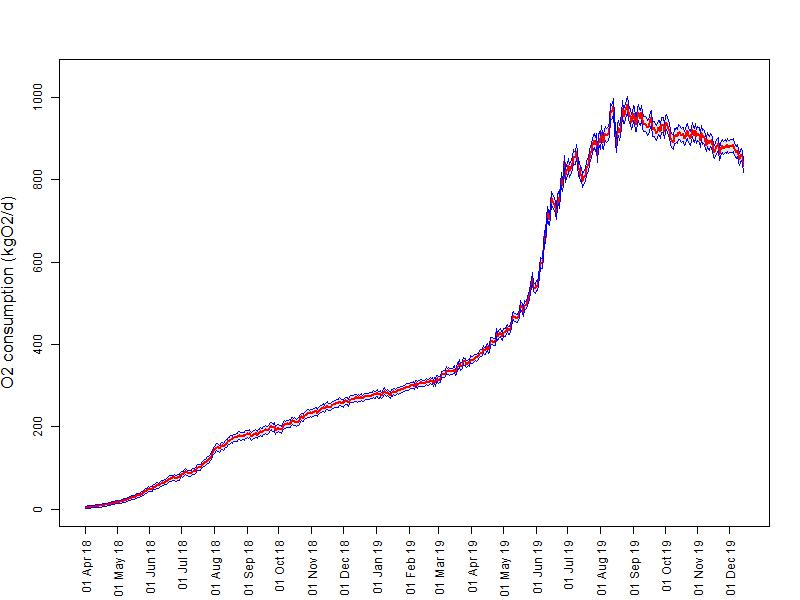 O2 consumption (kgO2/d)
1000
800
600
400
200
0
01 Apr 18
01 May 18
01 Jun 18
01 Jul 18
01 Aug 18
01 Sep 18
01 Oct 18
01 Nov 18
01 Dec 18
01 Jan 19
01 Feb 19
01 Mar 19
01 Apr 19
01 May 19
01 Jun 19
01 Jul 19
01 Aug 19
01 Sep 19
01 Oct 19
01 Nov 19
01 Dec 19